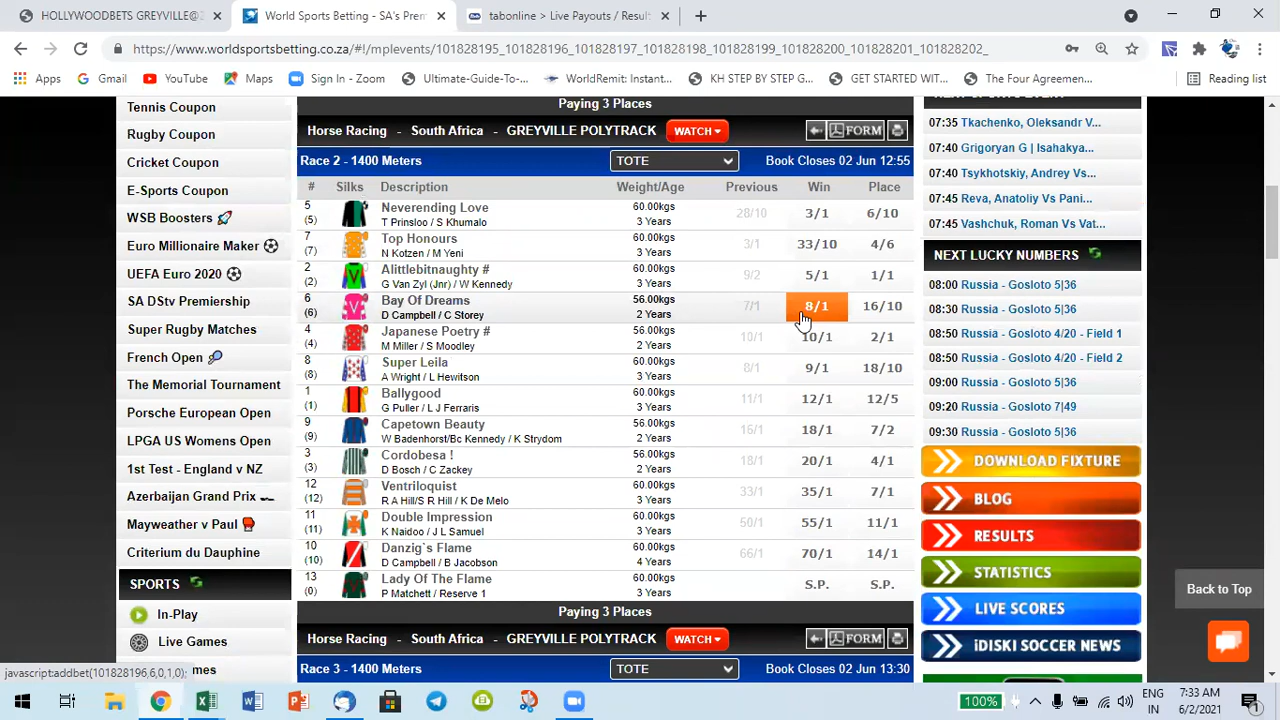 HOLLYWOODBETS GREYVILLE@
World Sports Betting - SA's Prem
tabonline > Live Payouts / Result
https://www.worldsportsbetting.co.za/#!/mplevents/101828195_101828196_101828197_101828198_101828199_101828200_101828201_101828202_
Apps Gmail YouTube Maps Sign In - Zoom Ultimate-Guide-To-... WorldRemit: Instant... KH STEP BY STEP G... GET STARTED WIT... The Four Agreemen... Reading list
Tennis Coupon
Rugby Coupon
Cricket Coupon
E-Sports Coupon
WSB Boosters
Euro Millionaire Maker
UEFA Euro 2020
SA DStv Premiership
Super Rugby Matches
French Open
The Memorial Tournament
Porsche European Open
LPGA US Womens Open
1st Test - England v NZ
Azerbaijan Grand Prix
Mayweather v Paul
Criterium du Dauphine
SPORTS
In-Play
Live Games
mes
Paying 3 Places
Horse Racing - South Africa - GREYVILLE POLYTRACK WATCH FORM
Race 2 - 1400 Meters TOTE Book Closes 02 Jun 12:55
# Silks Description Weight/Age Previous Win Place
5 Neverending Love 60.00kgs 28/10 3/1 6/10
(5) T Prinsloo / S Khumalo 3 Years
7 Top Honours 60.00kgs 3/1 33/10 4/6
(7) N Kotzen / M Yeni 3 Years
2 Alittlebitnaughty # 60.00kgs 9/2 5/1 1/1
(2) G Van Zyl (Jnr) / W Kennedy 3 Years
6 Bay Of Dreams 56.00kgs 7/1 8/1 16/10
(6) D Campbell / C Storey 2 Years
4 Japanese Poetry # 56.00kgs 10/1 10/1 2/1
(4) M Miller / S Moodley 2 Years
8 Super Leila 60.00kgs 8/1 9/1 18/10
(8) A Wright / L Hewitson 3 Years
1 Ballygood 60.00kgs 11/1 12/1 12/5
(1) G Puller / L J Ferraris 3 Years
9 Capetown Beauty 56.00kgs 16/1 18/1 7/2
(9) W Badenhorst/Bc Kennedy / K Strydom 2 Years
3 Cordobesa ! 60.00kgs 18/1 20/1 4/1
(3) D Bosch / C Zackey 3 Years
12 Ventriloquist 60.00kgs 33/1 35/1 7/1
(12) R A Hill/S R Hill / K De Melo 3 Years
11 Double Impression 60.00kgs 50/1 55/1 11/1
(11) K Naidoo / J L Samuel 3 Years
10 Danzig`s Flame 60.00kgs 66/1 70/1 14/1
(10) D Campbell / B Jacobson 4 Years
13 Lady Of The Flame 60.00kgs S.P. S.P.
(0) P Matchett / Reserve 1 3 Years
Paying 3 Places
Horse Racing - South Africa - GREYVILLE POLYTRACK WATCH FORM
Race 3 - 1400 Meters TOTE Book Closes 02 Jun 13:30
07:35 Tkachenko, Oleksandr V...
07:40 Grigoryan G | Isahakya...
07:40 Tsykhotskiy, Andrey Vs...
07:45 Reva, Anatoliy Vs Pani...
07:45 Vashchuk, Roman Vs Vat...
NEXT LUCKY NUMBERS
08:00 Russia - Gosloto 5|36
08:30 Russia - Gosloto 5|36
08:50 Russia - Gosloto 4/20 - Field 1
08:50 Russia - Gosloto 4/20 - Field 2
09:00 Russia - Gosloto 5|36
09:20 Russia - Gosloto 7|49
09:30 Russia - Gosloto 5|36
DOWNLOAD FIXTURE
BLOG
RESULTS
STATISTICS
LIVE SCORES
iDISKI SOCCER NEWS
Back to Top
javascript:addbet(101828196,6,0,1,0);
100%
ENG
IN
7:33 AM
6/2/2021